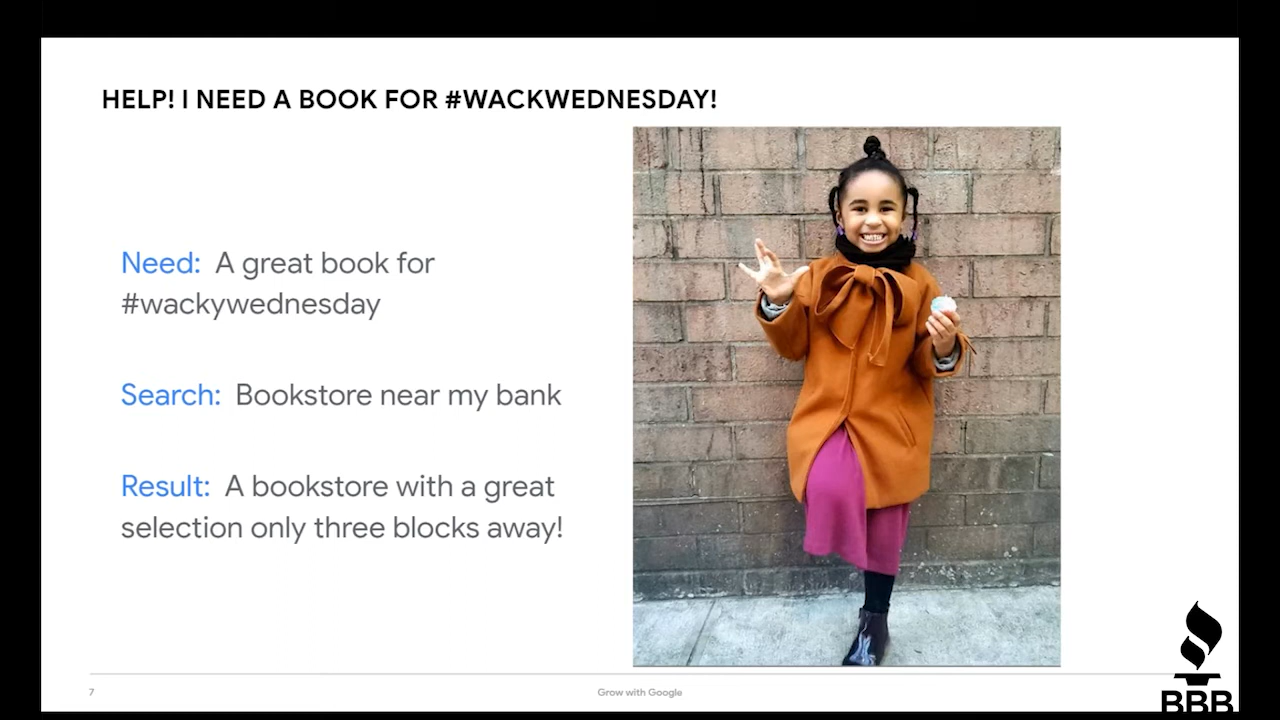 HELP! I NEED A BOOK FOR #WACKWEDNESDAY!
Need: A great book for
#wackywednesday
Search: Bookstore near my bank
Result: A bookstore with a great
selection only three blocks away!
7
Grow with Google
BBB